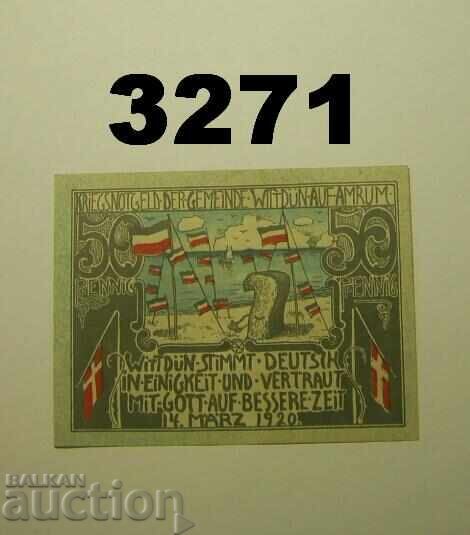 3271
KRIEGSNOTGELD·DER·GEMEINDE·WITTDÜN·AUF·AMRUM·
50 50
PFENNIG PFENNIG
WITTDÜN·STIMMT·DEUTSCH
IN·EINIGKEIT·UND·VERTRAUT
MIT·GOTT·AUF·BESSERE·ZEIT
14. MÄRZ 1920.
BALKAN
auction